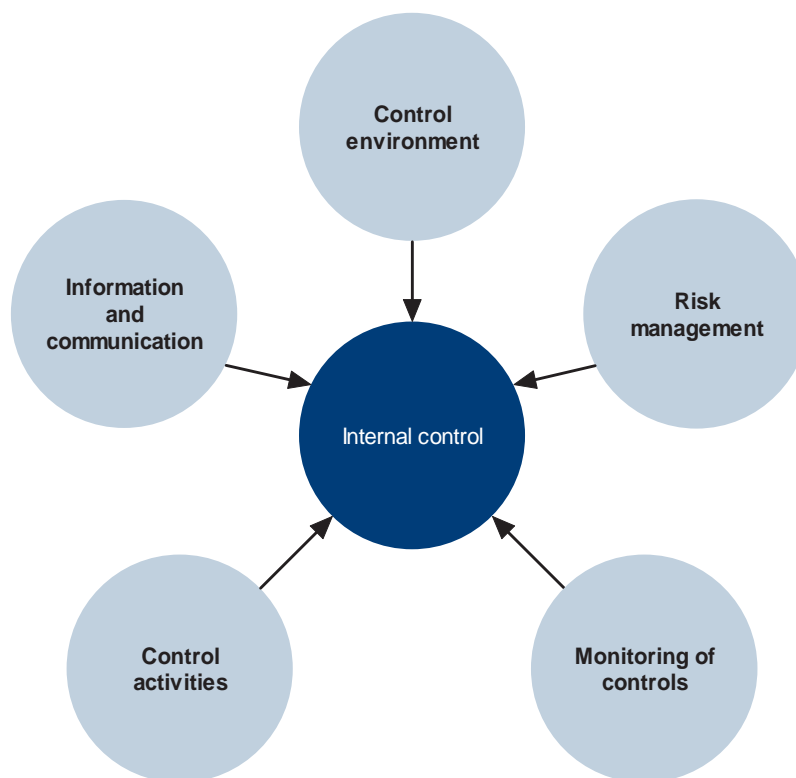 Control
environment
Information
and
communication
Risk
management
Internal control
Control
activities
Monitoring of
controls